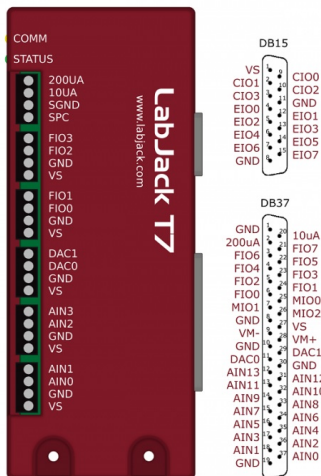 COMM
STATUS
200UA
10UA
SGND
SPC
FIO3
FIO2
GND
VS
FIO1
FIO0
GND
VS
DAC1
DAC0
GND
VS
AIN3
AIN2
GND
VS
AIN1
AIN0
GND
VS
LabJack T7
www.labjack.com
DB15
VS
CIO1
CIO3
EIO0
EIO2
EIO4
EIO6
GND
CIO0
CIO2
GND
EIO1
EIO3
EIO5
EIO7
DB37
GND
200uA
FIO6
FIO4
FIO2
FIO0
MIO1
GND
VM-
GND
DAC0
AIN13
AIN11
AIN9
AIN7
AIN5
AIN3
AIN1
GND
10uA
FIO7
FIO5
FIO3
FIO1
MIO0
MIO2
VS
VM+
DAC1
GND
AIN12
AIN10
AIN8
AIN6
AIN4
AIN2
AIN0